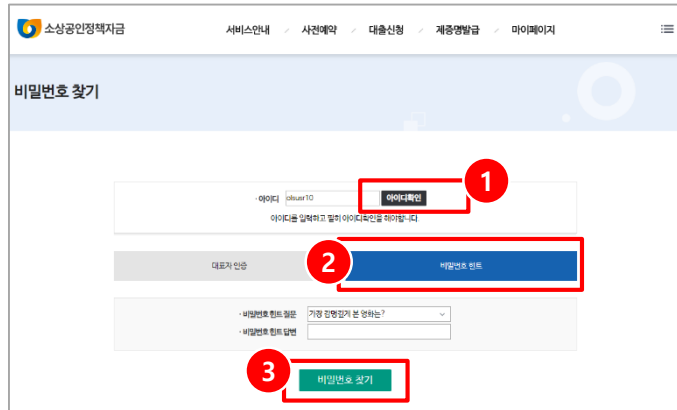 소상공인정책자금
서비스안내 / 사전예약 / 대출신청 / 제증명발급 / 마이페이지
비밀번호 찾기
1
· 아이디 olsusr10 아이디확인
아이디를 입력하고 필히 아이디확인을 해야합니다.
2
대표자 인증 비밀번호 힌트
· 비밀번호 힌트 질문 가장 감명깊게 본 영화는?
· 비밀번호 힌트 답변
3
비밀번호 찾기